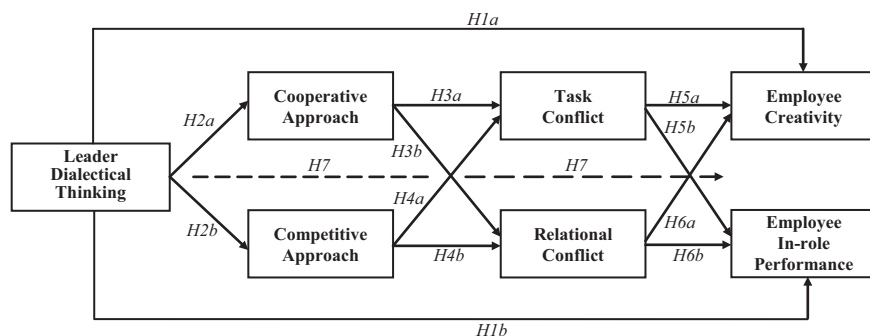 H1a
Cooperative
Approach
H3a
Task
Conflict
H5a
Employee
Creativity
H2a
H3b
H5b
Leader
Dialectical
Thinking
H7
H7
H4a
H2b
H6a
Competitive
Approach
H4b
Relational
Conflict
H6b
Employee
In-role
Performance
H1b